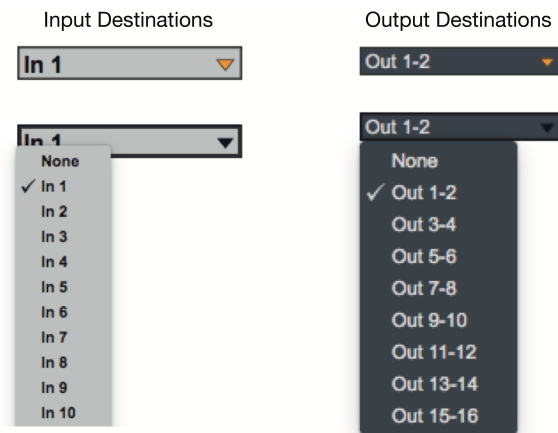 Input Destinations
In 1
In 1
None
✓ In 1
In 2
In 3
In 4
In 5
In 6
In 7
In 8
In 9
In 10
Output Destinations
Out 1-2
Out 1-2
None
✓ Out 1-2
Out 3-4
Out 5-6
Out 7-8
Out 9-10
Out 11-12
Out 13-14
Out 15-16